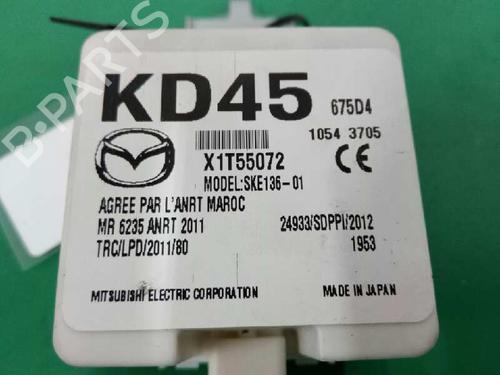 KD45 675D4
1054 3705
X1T55072
MODEL:SKE136-01
AGREE PAR L'ANRT MAROC
MR 6235 ANRT 2011 24933/SDPPI/2012
TRC/LPD/2011/80 1953
MITSUBISHI ELECTRIC CORPORATION MADE IN JAPAN
B-PARTS